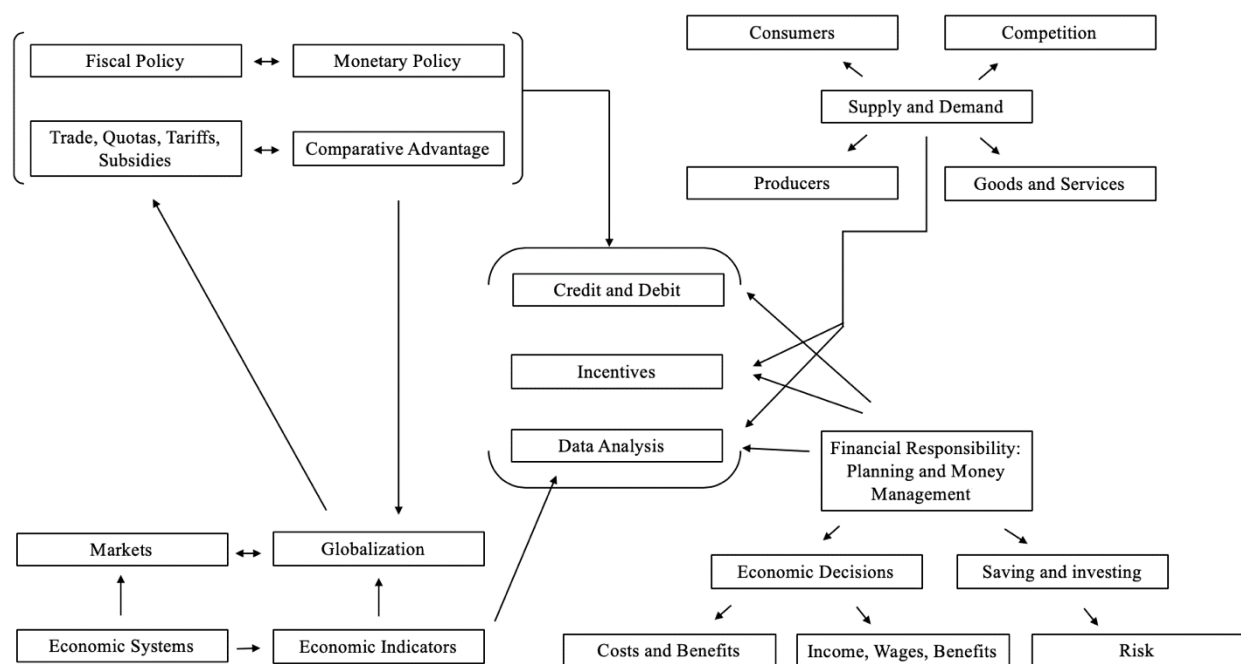 Consumers
Competition
Fiscal Policy
Monetary Policy
Supply and Demand
Trade, Quotas, Tariffs,
Subsidies
Comparative Advantage
Producers
Goods and Services
Credit and Debit
Incentives
Data Analysis
Financial Responsibility:
Planning and Money
Management
Markets
Globalization
Economic Decisions
Saving and investing
Economic Systems
Economic Indicators
Costs and Benefits
Income, Wages, Benefits
Risk